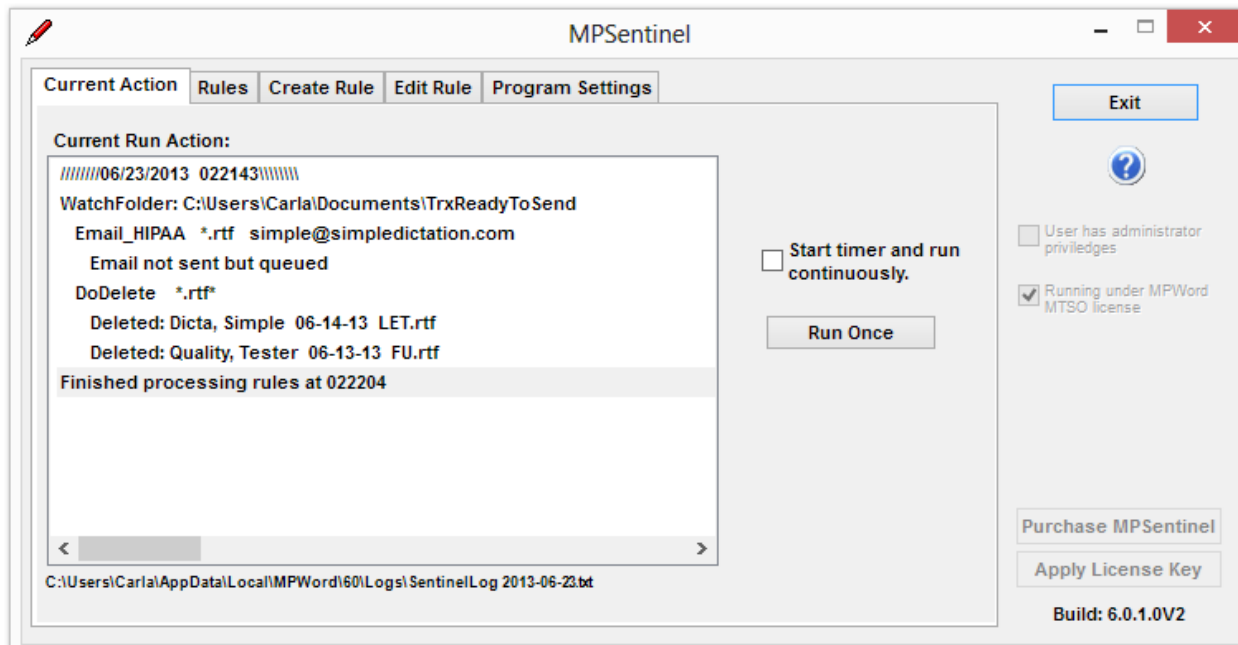 MPSentinel
Current Action Rules Create Rule Edit Rule Program Settings
Exit
Current Run Action:
////////06/23/2013 022143\\\\\\\\
WatchFolder: C:\Users\Carla\Documents\TrxReadyToSend
Email_HIPAA *.rtf simple@simpledictation.com
Email not sent but queued
DoDelete *.rtf*
Deleted: Dicta, Simple 06-14-13 LET.rtf
Deleted: Quality, Tester 06-13-13 FU.rtf
Finished processing rules at 022204
C:\Users\Carla\AppData\Local\MPWord\60\Logs\SentinelLog 2013-06-23.txt
Start timer and run
continuously.
Run Once
User has administrator
priviledges
Running under MPWord
MTSO license
Purchase MPSentinel
Apply License Key
Build: 6.0.1.0V2